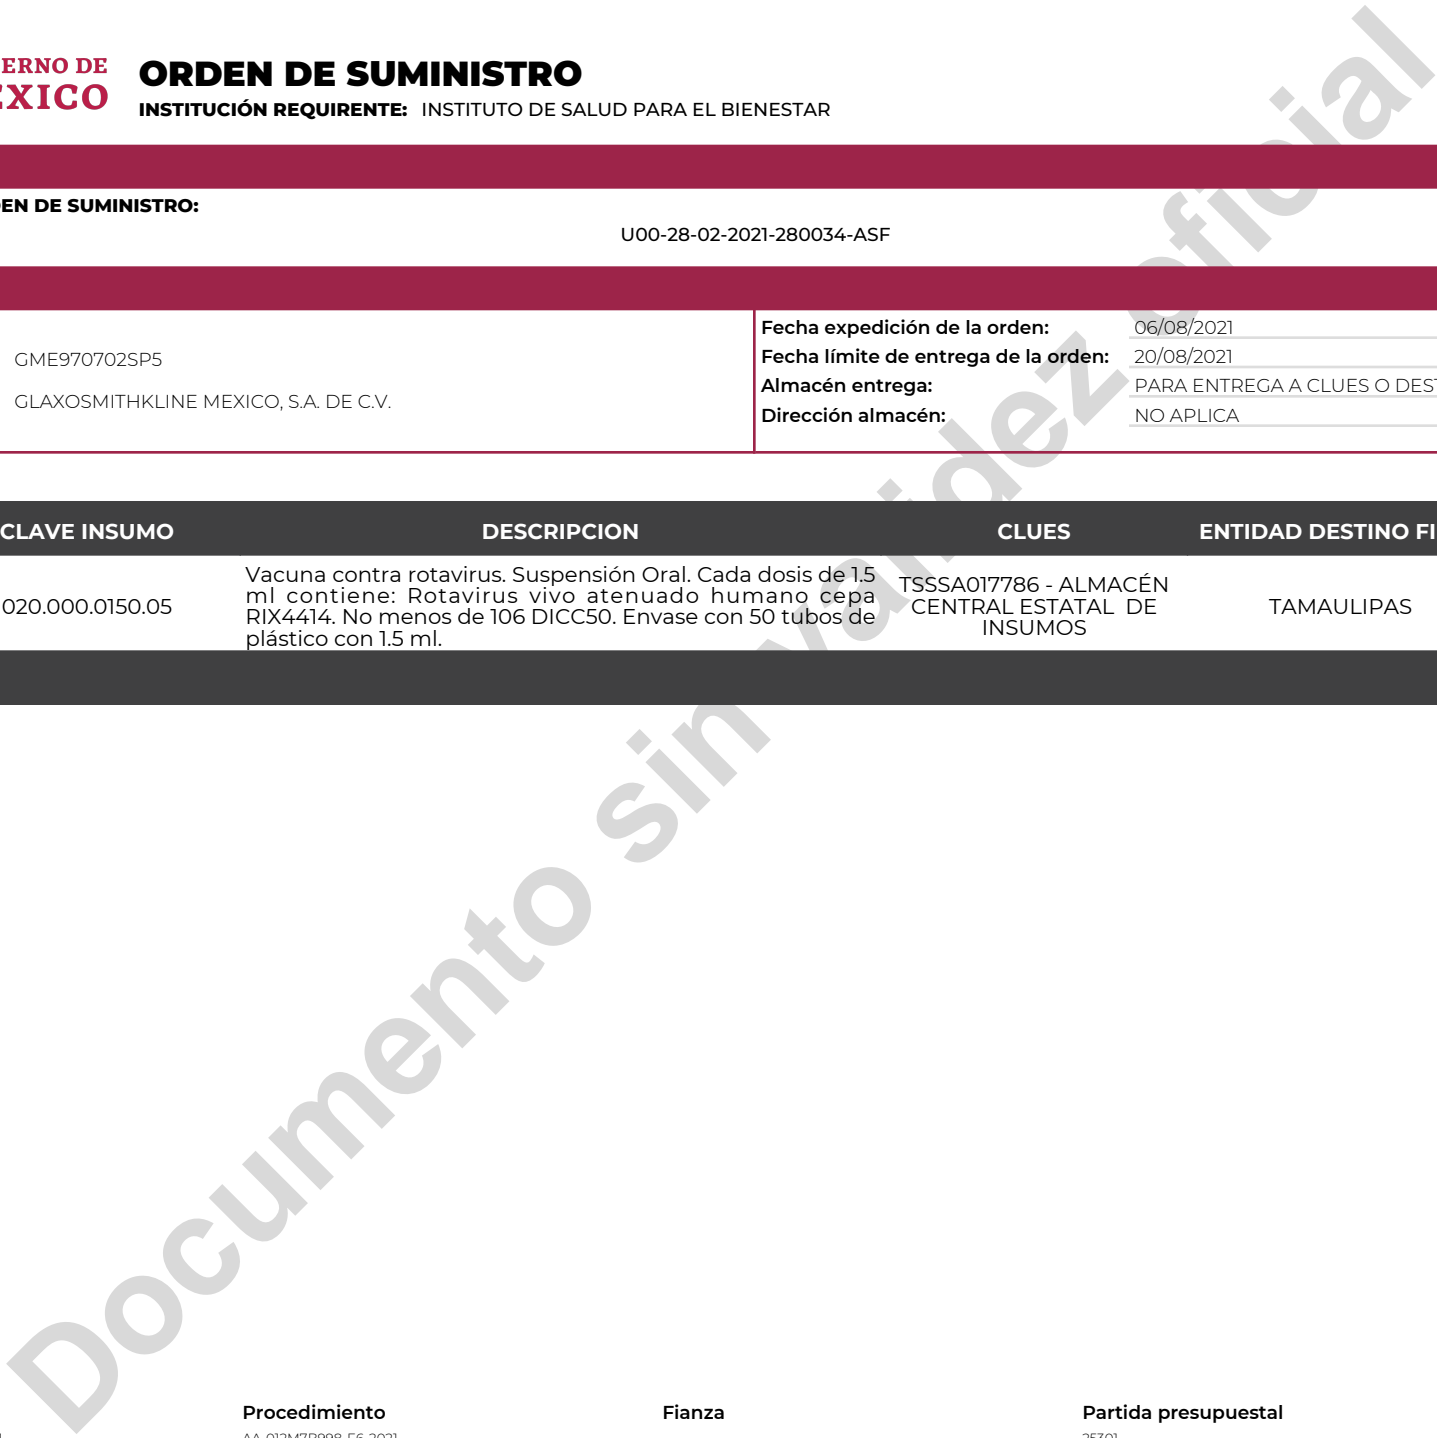 ERNO DE
ORDEN DE SUMINISTRO
INSTITUCIÓN REQUIRENTE: INSTITUTO DE SALUD PARA EL BIENESTAR
EN DE SUMINISTRO:
U00-28-02-2021-280034-ASF
GME970702SP5
GLAXOSMITHKLINE MEXICO, S.A. DE C.V.
Fecha expedición de la orden: 06/08/2021
Fecha límite de entrega de la orden: 20/08/2021
Almacén entrega: PARA ENTREGA A CLUES O DEST
Dirección almacén: NO APLICA
CLAVE INSUMO DESCRIPCION CLUES ENTIDAD DESTINO FI
020.000.0150.05
Vacuna contra rotavirus. Suspensión Oral. Cada dosis de 1.5
ml contiene: Rotavirus vivo atenuado humano cepa
RIX4414. No menos de 106 DICC50. Envase con 50 tubos de
plástico con 1.5 ml.
TSSSA017786 - ALMACÉN
CENTRAL ESTATAL DE
INSUMOS
TAMAULIPAS
Documento sin validez oficial
Procedimiento Fianza Partida presupuestal